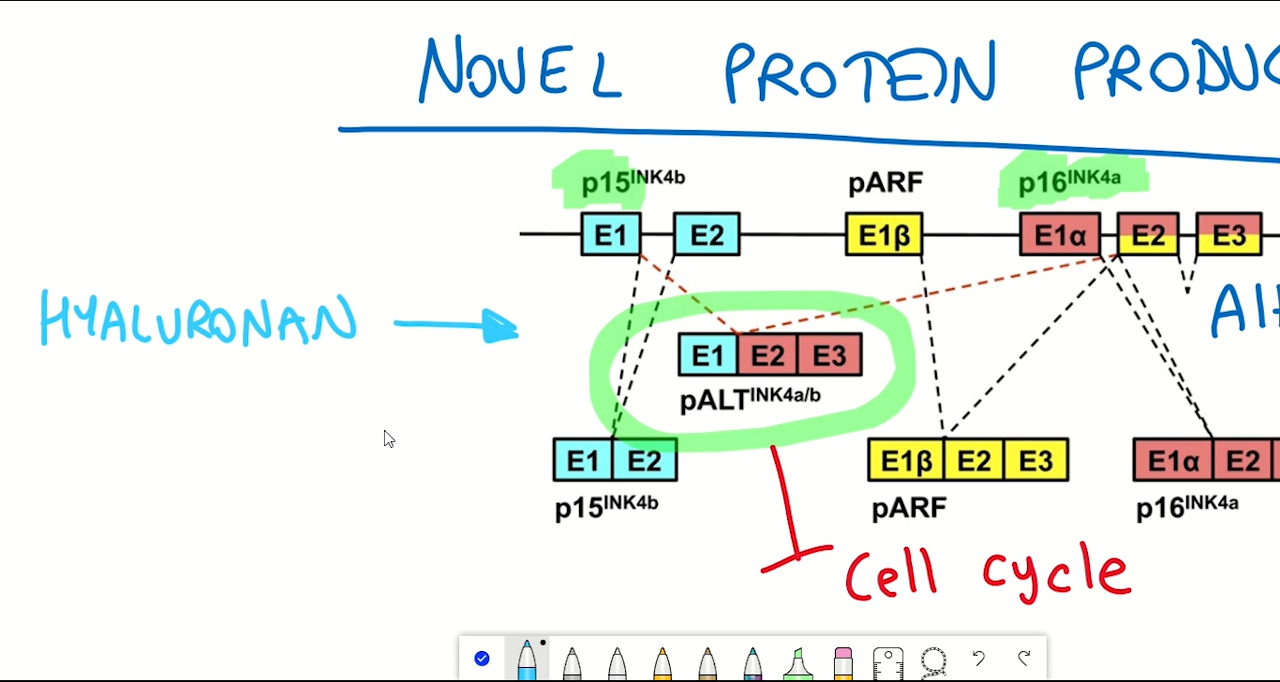 NOVEL PROTEIN PRODUC
p15INK4b pARF p16INK4a
E1 E2 E1β E1α E2 E3
HYALURONAN
E1 E2 E3
pALTINK4a/b
E1 E2 E1β E2 E3 E1α E2
p15INK4b pARF p16INK4a
Cell cycle